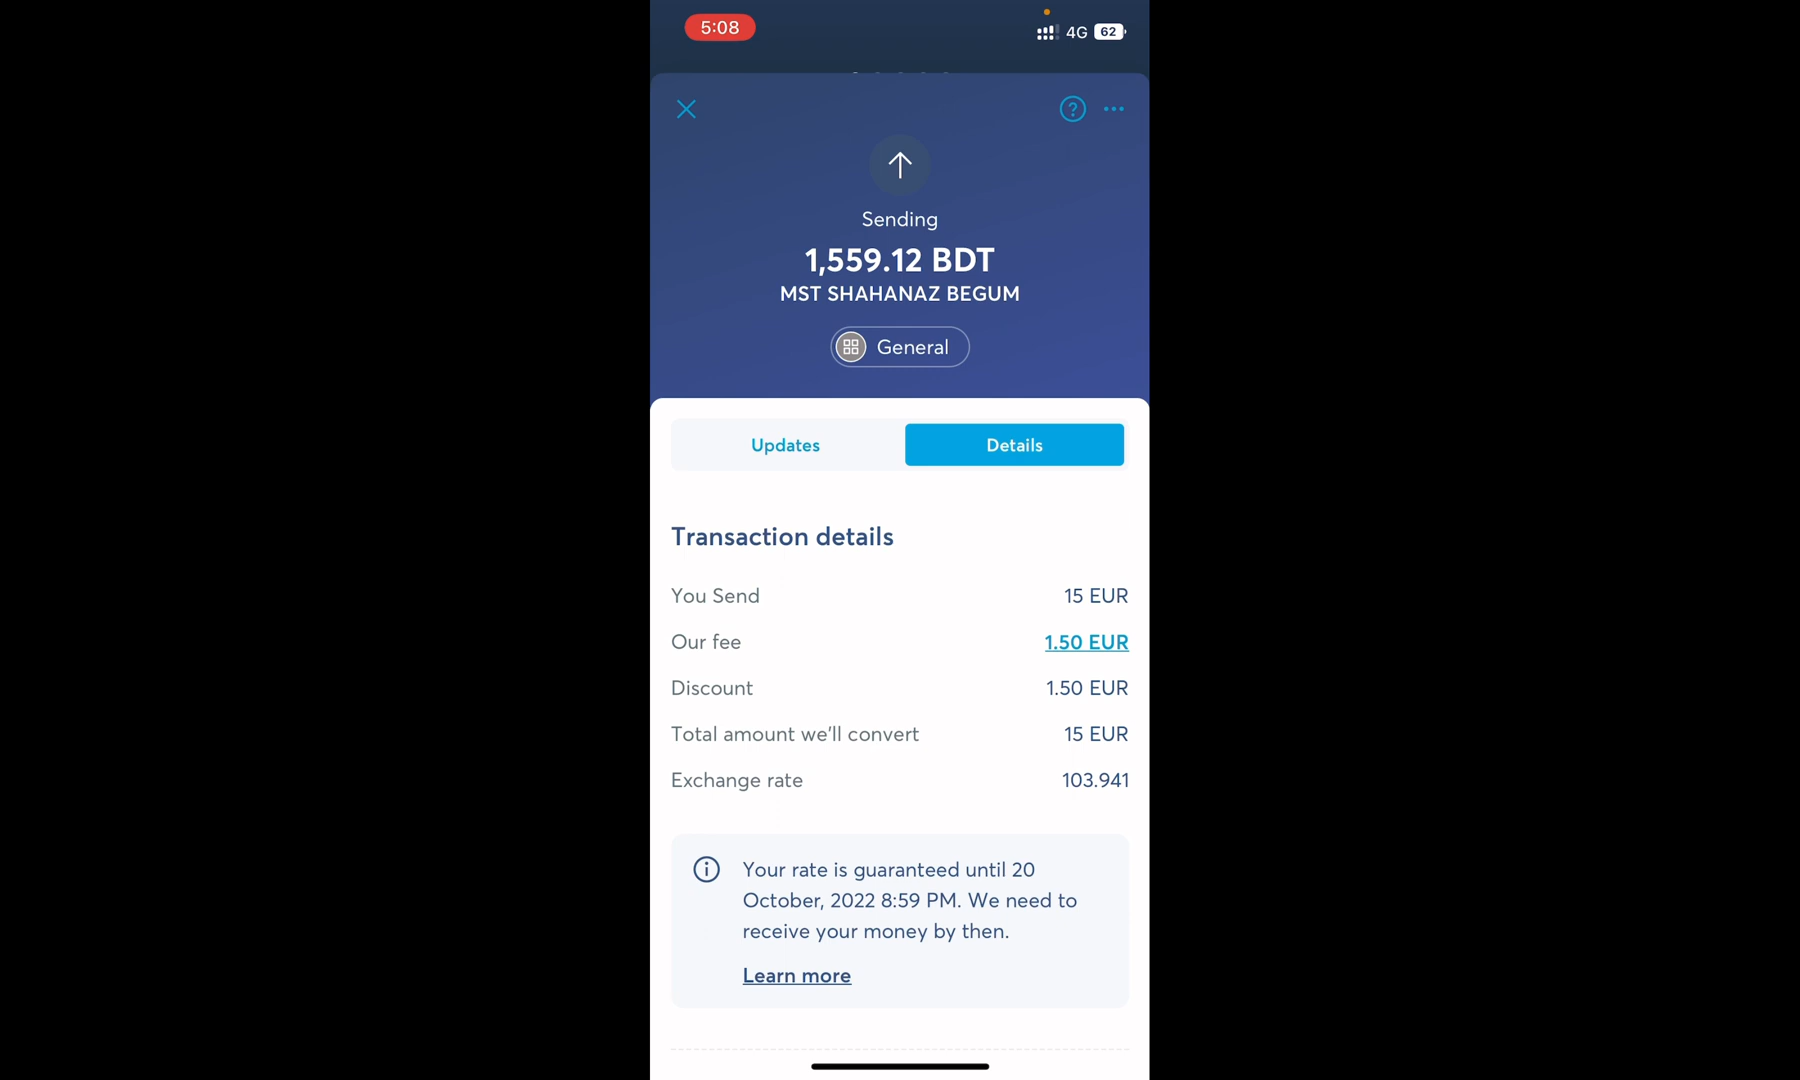 5:08
4G 62
Sending
1,559.12 BDT
MST SHAHANAZ BEGUM
General
Updates Details
Transaction details
You Send 15 EUR
Our fee 1.50 EUR
Discount 1.50 EUR
Total amount we'll convert 15 EUR
Exchange rate 103.941
Your rate is guaranteed until 20
October, 2022 8:59 PM. We need to
receive your money by then.
Learn more